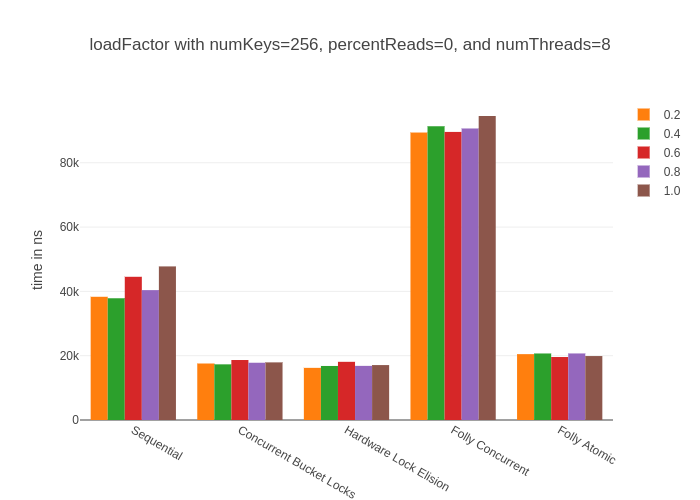 loadFactor with numKeys=256, percentReads=0, and numThreads=8
0.2
0.4
0.6
0.8
1.0
time in ns
80k
60k
40k
20k
0
Sequential
Concurrent Bucket Locks
Hardware Lock Elision
Folly Concurrent
Folly Atomic